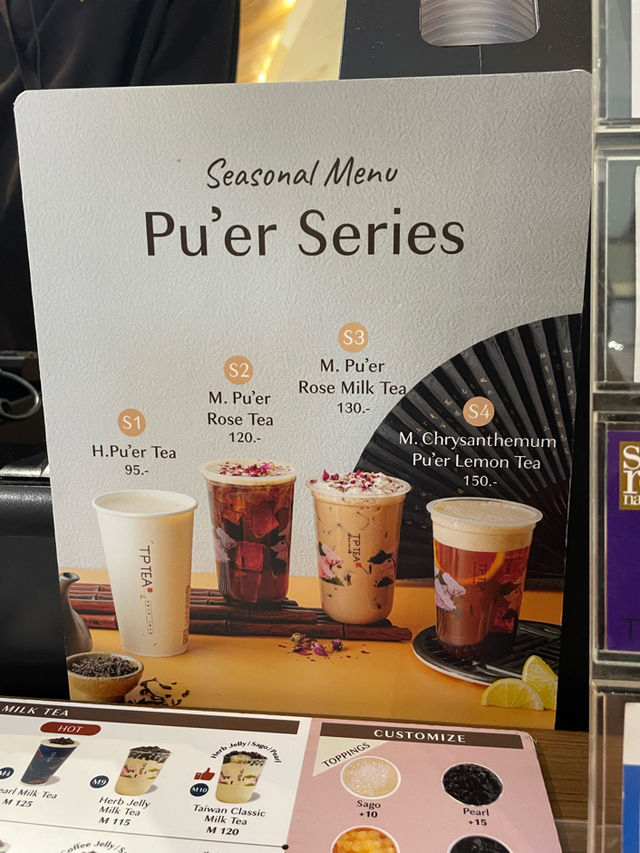 Seasonal Menu
Pu'er Series
S1
H.Pu'er Tea
95.-
S2
M. Pu'er
Rose Tea
120.-
S3
M. Pu'er
Rose Milk Tea
130.-
S4
M. Chrysanthemum
Pu'er Lemon Tea
150.-
TP TEA
TP TEA
TP TEA
MILK TEA
HOT
earl Milk Tea
M 125
M9
Herb Jelly
Milk Tea
M 115
Herb Jelly/Sago/Pearl
M10
Taiwan Classic
Milk Tea
M 120
CUSTOMIZE
TOPPINGS
Sago
+10
Pearl
+15